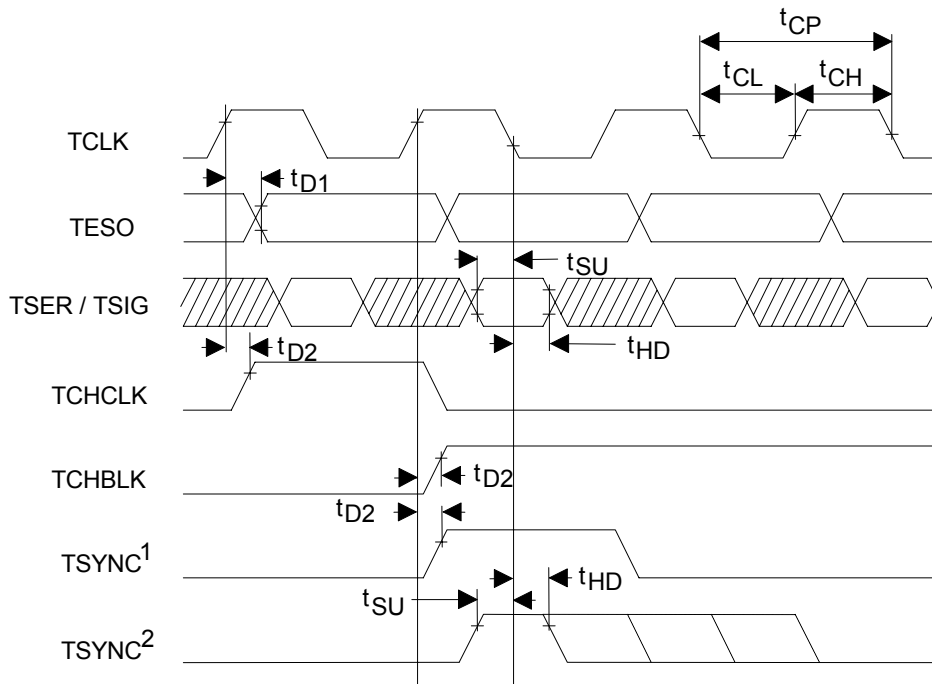 tCP
tCL tCH
TCLK
tD1
TESO
tSU
TSER / TSIG
tD2 tHD
TCHCLK
TCHBLK tD2
tD2
TSYNC1
tSU tHD
TSYNC2